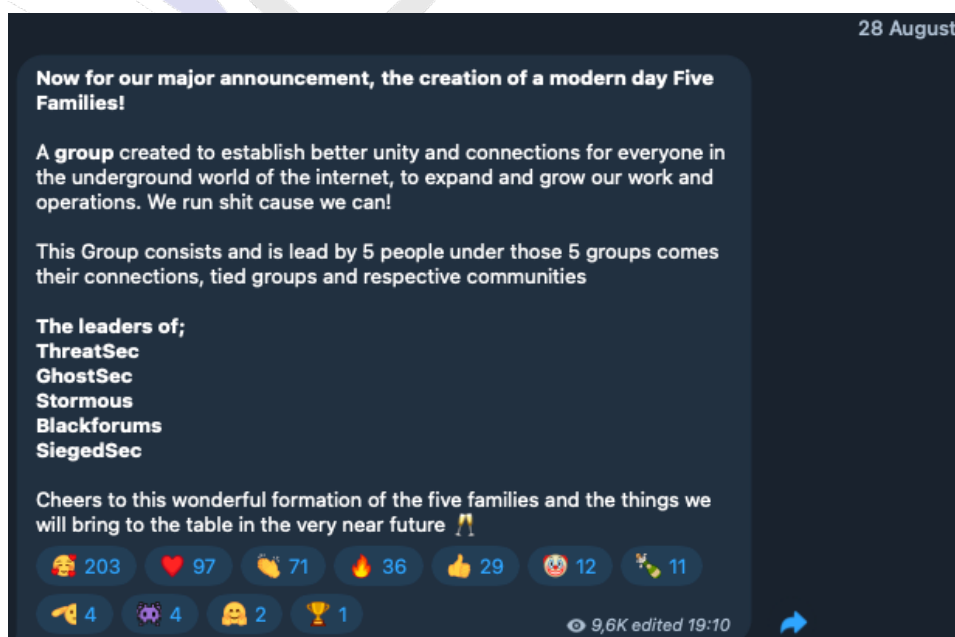 28 August
Now for our major announcement, the creation of a modern day Five
Families!
A group created to establish better unity and connections for everyone in
the underground world of the internet, to expand and grow our work and
operations. We run shit cause we can!
This Group consists and is lead by 5 people under those 5 groups comes
their connections, tied groups and respective communities
The leaders of;
ThreatSec
GhostSec
Stormous
Blackforums
SiegedSec
Cheers to this wonderful formation of the five families and the things we
will bring to the table in the very near future 🥂
🥰 203 ❤️ 97 👏 71 🔥 36 👍 29 🤡 12 🍾 11
🫡 4 👾 4 🤗 2 🏆 1
9,6K edited 19:10